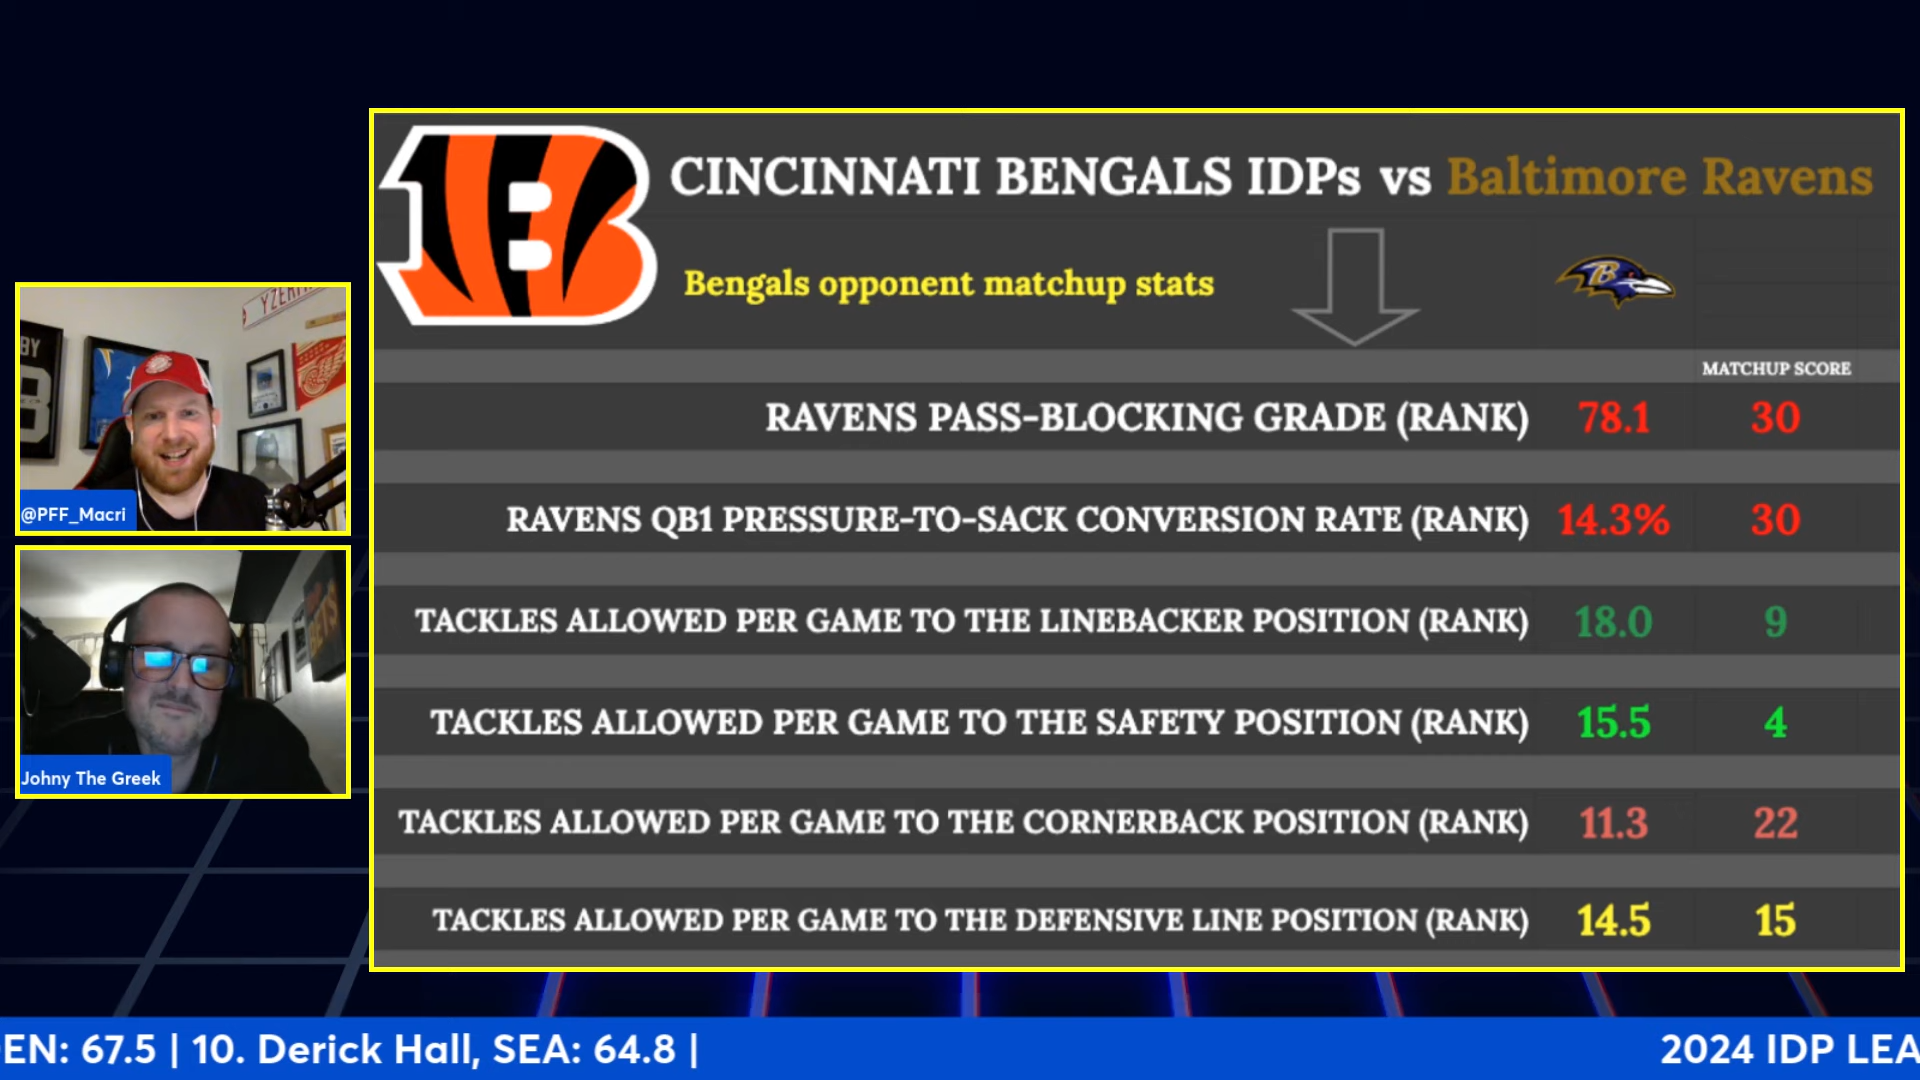 CINCINNATI BENGALS IDPs vs Baltimore Ravens
Bengals opponent matchup stats
MATCHUP SCORE
RAVENS PASS-BLOCKING GRADE (RANK) 78.1 30
RAVENS QB1 PRESSURE-TO-SACK CONVERSION RATE (RANK) 14.3% 30
TACKLES ALLOWED PER GAME TO THE LINEBACKER POSITION (RANK) 18.0 9
TACKLES ALLOWED PER GAME TO THE SAFETY POSITION (RANK) 15.5 4
TACKLES ALLOWED PER GAME TO THE CORNERBACK POSITION (RANK) 11.3 22
TACKLES ALLOWED PER GAME TO THE DEFENSIVE LINE POSITION (RANK) 14.5 15
@PFF_Macri
Johny The Greek
EN: 67.5 | 10. Derick Hall, SEA: 64.8 |
2024 IDP LEA